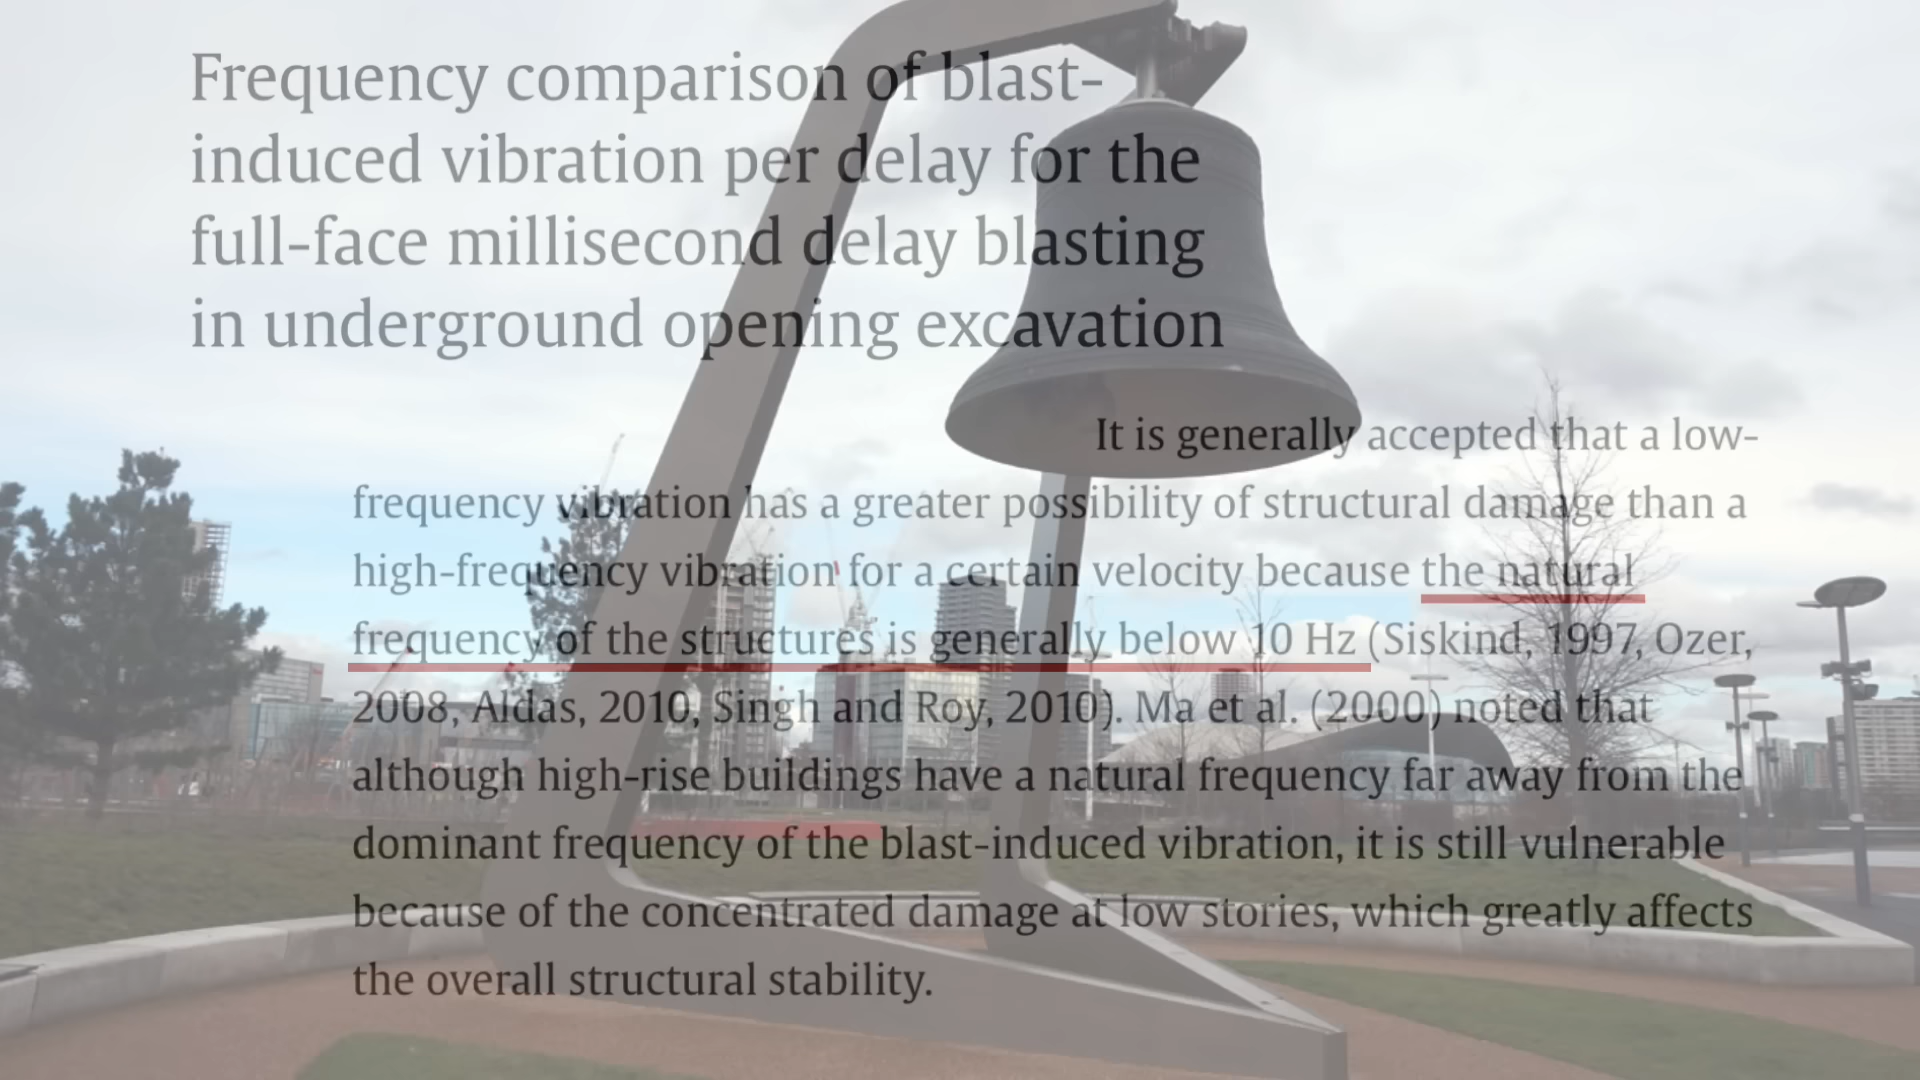 Frequency comparison of blast-
induced vibration per delay for the
full-face millisecond delay blasting
in underground opening excavation
It is generally accepted that a low-
frequency vibration has a greater possibility of structural damage than a
high-frequency vibration for a certain velocity because the natural
frequency of the structures is generally below 10 Hz (Siskind, 1997, Ozer,
2008, Aldas, 2010, Singh and Roy, 2010). Ma et al. (2000) noted that
although high-rise buildings have a natural frequency far away from the
dominant frequency of the blast-induced vibration, it is still vulnerable
because of the concentrated damage at low stories, which greatly affects
the overall structural stability.